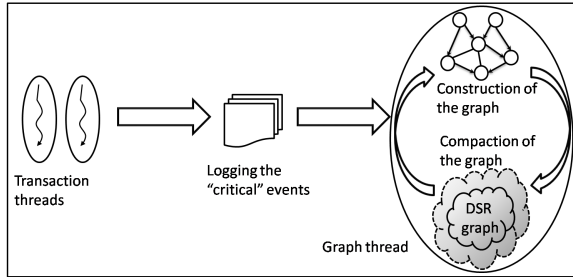 Transaction
threads
Logging the
“critical” events
Construction of
the graph
Compaction of
the graph
DSR
graph
Graph thread